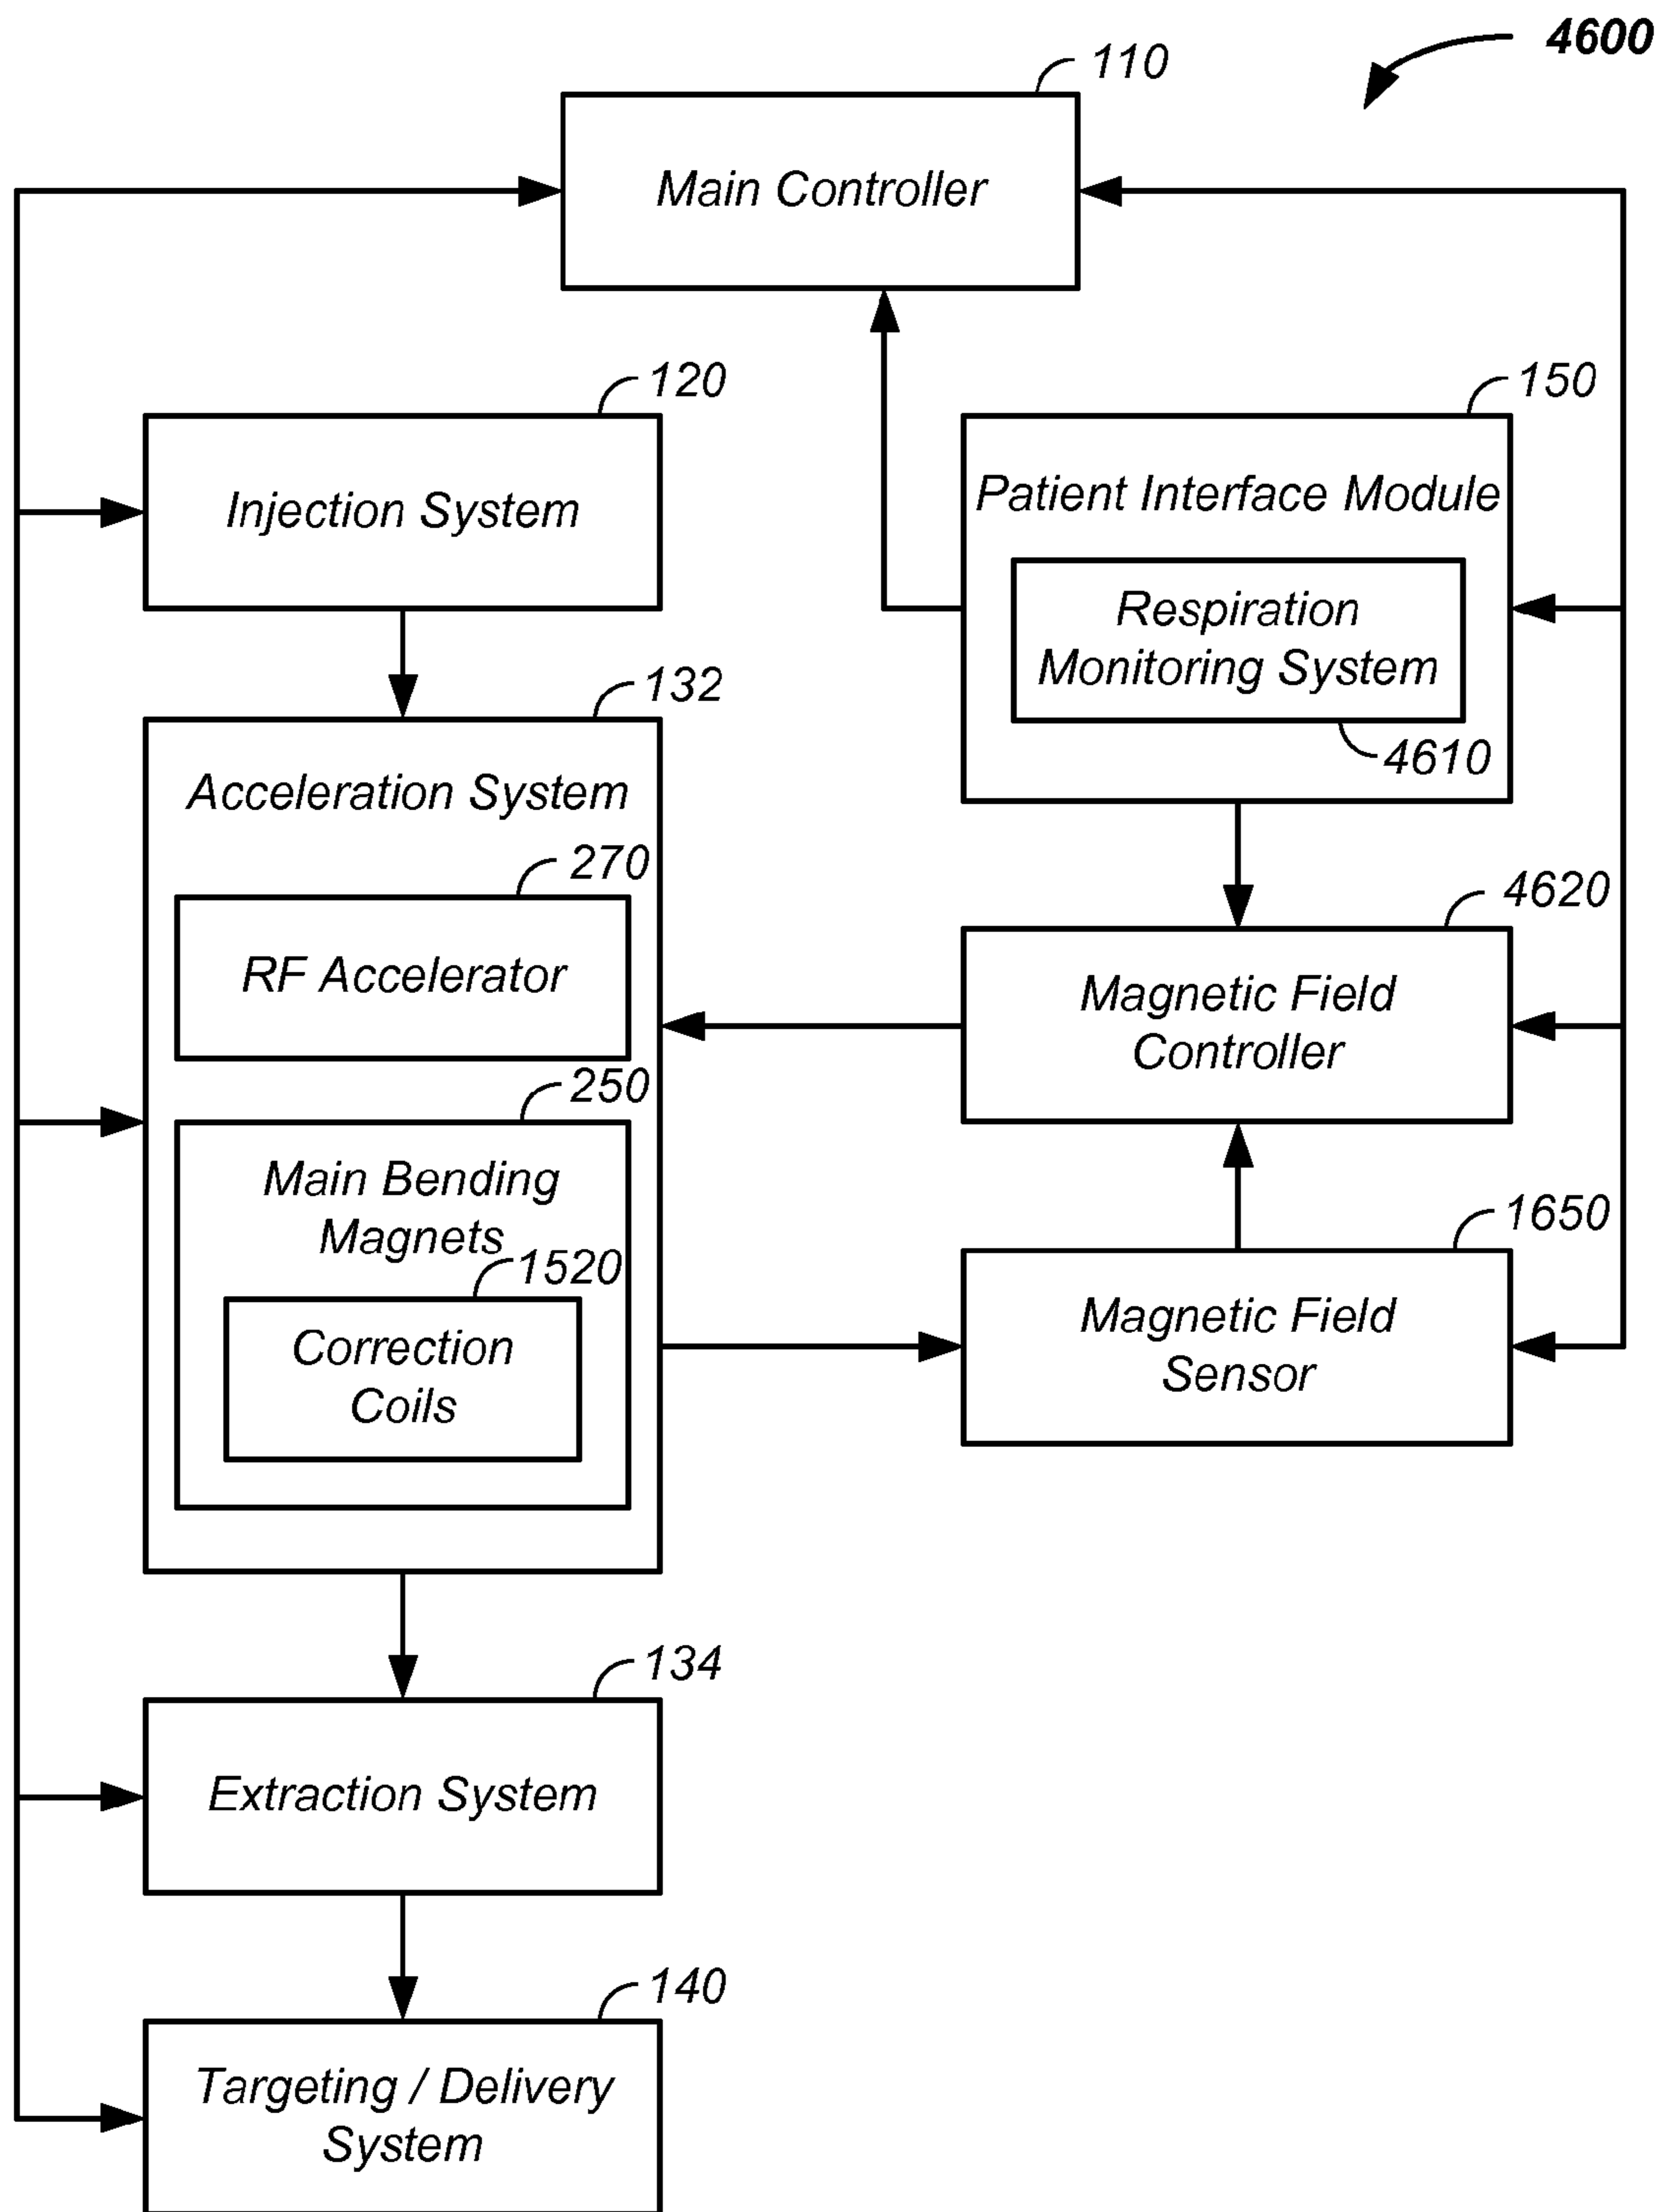 4600
110
Main Controller
120
Injection System
150
Patient Interface Module
Respiration
Monitoring System
4610
132
Acceleration System
270
RF Accelerator
250
Main Bending
Magnets
1520
Correction
Coils
4620
Magnetic Field
Controller
1650
Magnetic Field
Sensor
134
Extraction System
140
Targeting / Delivery
System